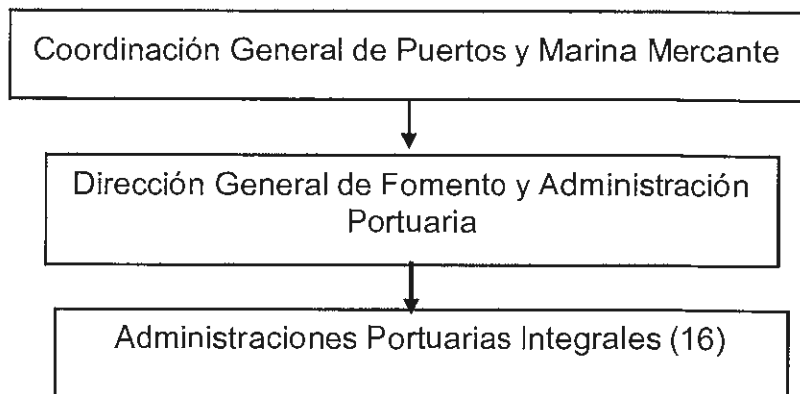 Coordinación General de Puertos y Marina Mercante
Dirección General de Fomento y Administración
Portuaria
Administraciones Portuarias Integrales (16)